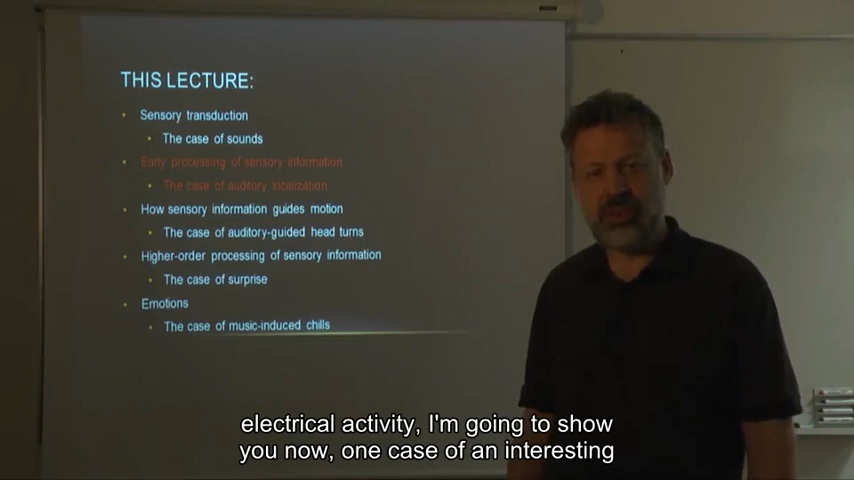 THIS LECTURE:
• Sensory transduction
• The case of sounds
• Early processing of sensory information
• The case of auditory localization
• How sensory information guides motion
• The case of auditory-guided head turns
• Higher-order processing of sensory information
• The case of surprise
• Emotions
• The case of music-induced chills
electrical activity, I'm going to show
you now, one case of an interesting